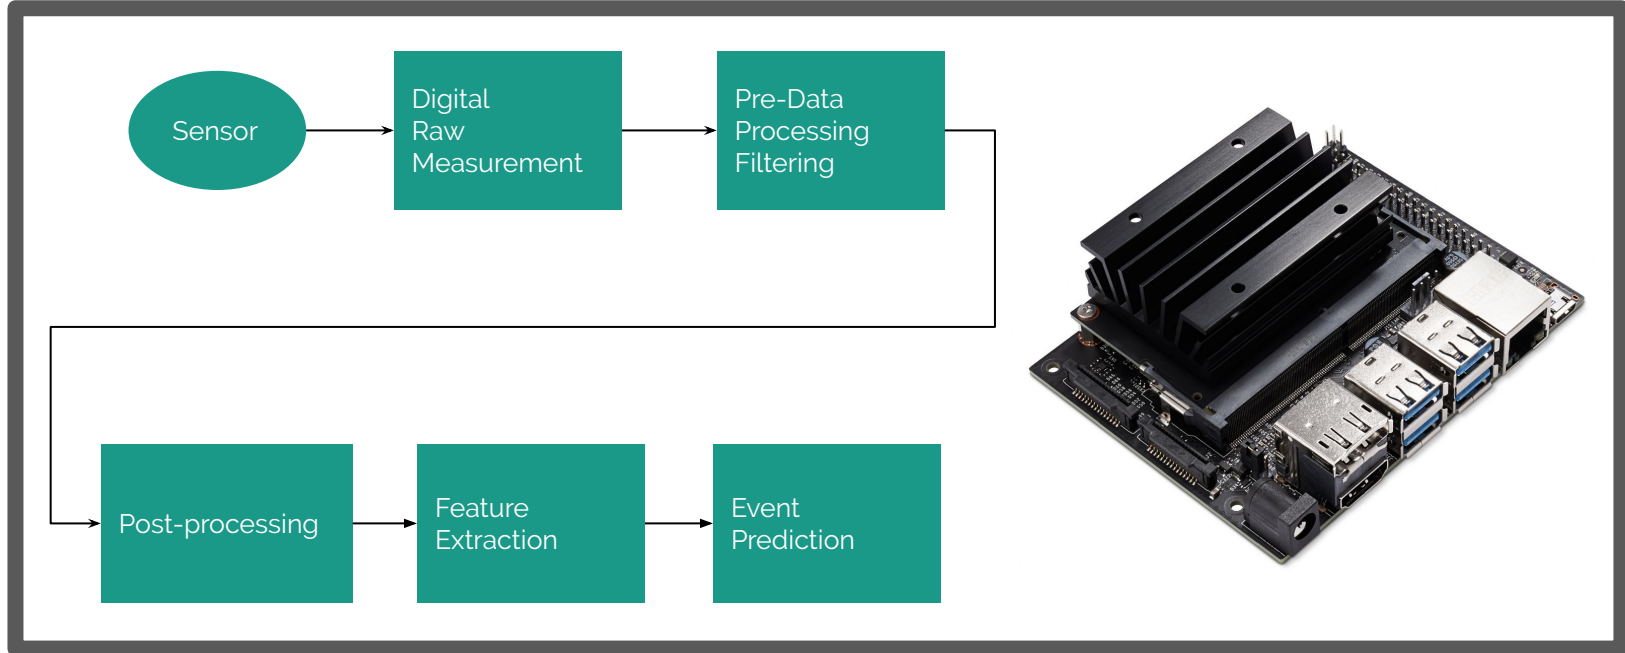 Sensor
Digital
Raw
Measurement
Pre-Data
Processing
Filtering
Post-processing
Feature
Extraction
Event
Prediction